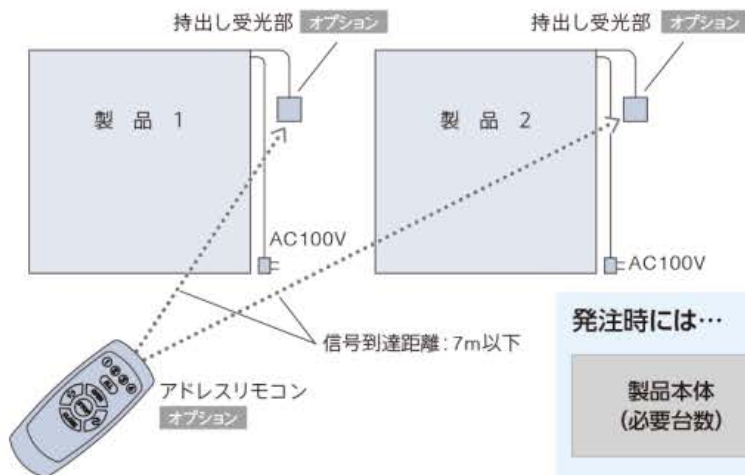 持出し受光部 オプション
持出し受光部 オプション
製 品 1
製 品 2
AC100V
AC100V
信号到達距離:7m以下
アドレスリモコン
オプション
発注時には…
製品本体
(必要台数)